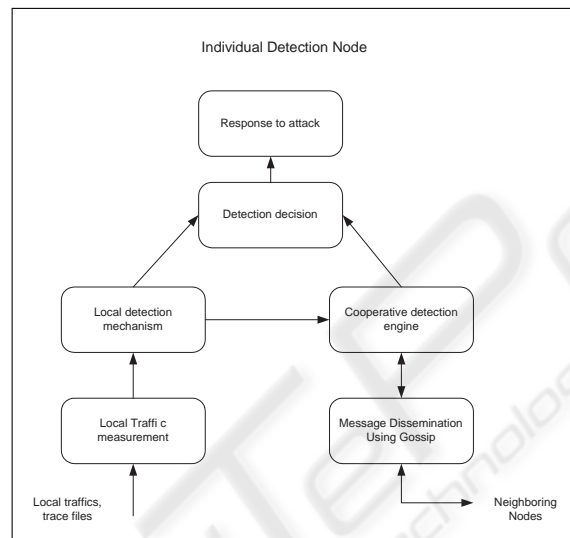 Individual Detection Node
Response to attack
Detection decision
Local detection
mechanism
Cooperative detection
engine
Local Traffi c
measurement
Message Dissemination
Using Gossip
Local traffics,
trace files
Neighboring
Nodes